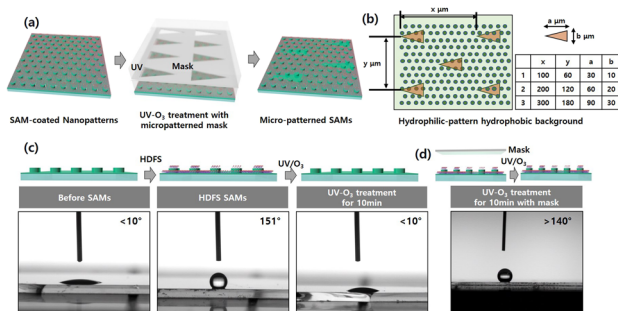 (a)
UV
Mask
SAM-coated Nanopatterns
UV-O₃ treatment with
micropatterned mask
Micro-patterned SAMs
(b)
x μm
y μm
a μm
b μm
x y a b
1 100 60 30 10
2 200 120 60 20
3 300 180 90 30
Hydrophilic-pattern hydrophobic background
(c)
HDFS
UV/O₃
Before SAMs
HDFS SAMs
UV-O₃ treatment
for 10min
<10°
151°
<10°
(d)
Mask
UV/O₃
UV-O₃ treatment
for 10min with mask
>140°